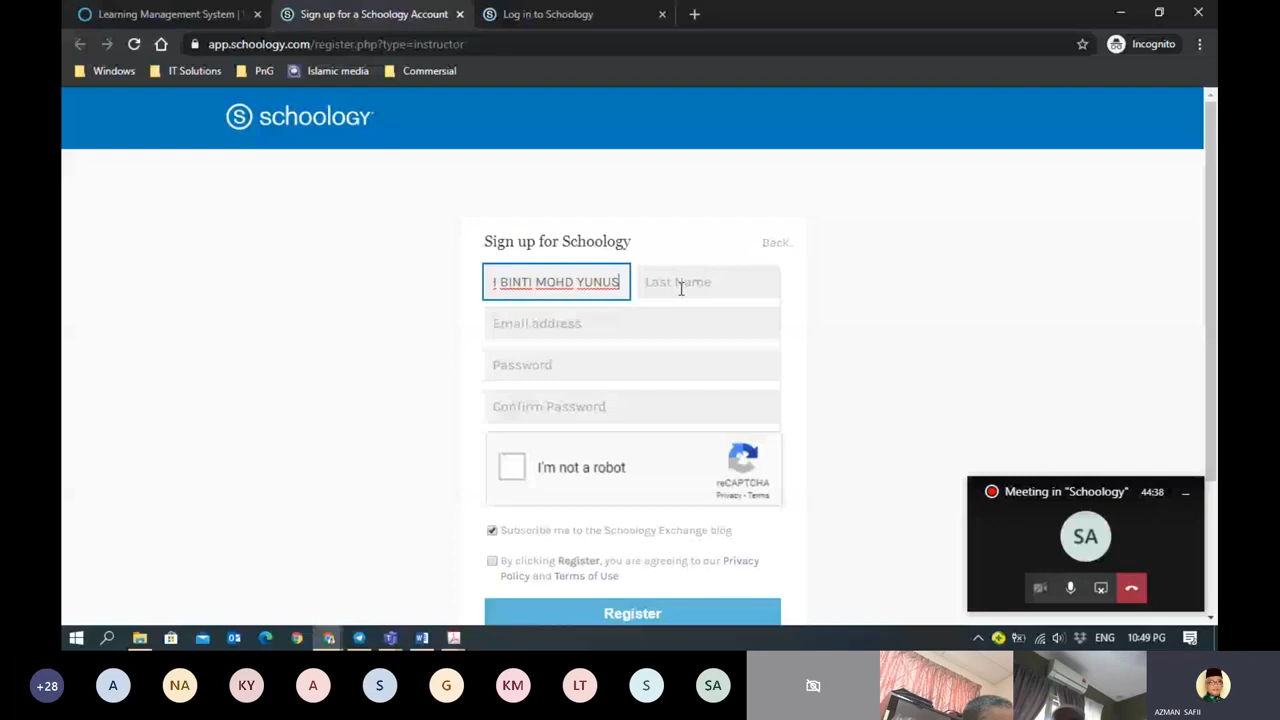 Learning Management System |
Sign up for a Schoology Account
Log in to Schoology
app.schoology.com/register.php?type=instructor
Incognito
Windows
IT Solutions
PnG
Islamic media
Commersial
S schoology
Sign up for Schoology
Back.
BINTI MOHD YUNUS
Last Name
Email address
Password
Confirm Password
I'm not a robot
reCAPTCHA
Privacy - Terms
Subscribe me to the Schoology Exchange blog
By clicking Register, you are agreeing to our Privacy
Policy and Terms of Use
Register
Meeting in "Schoology"
44:38
SA
ENG
10:49 PG
+28
A
NA
KY
A
S
G
KM
LT
S
SA
AZMAN SAFII